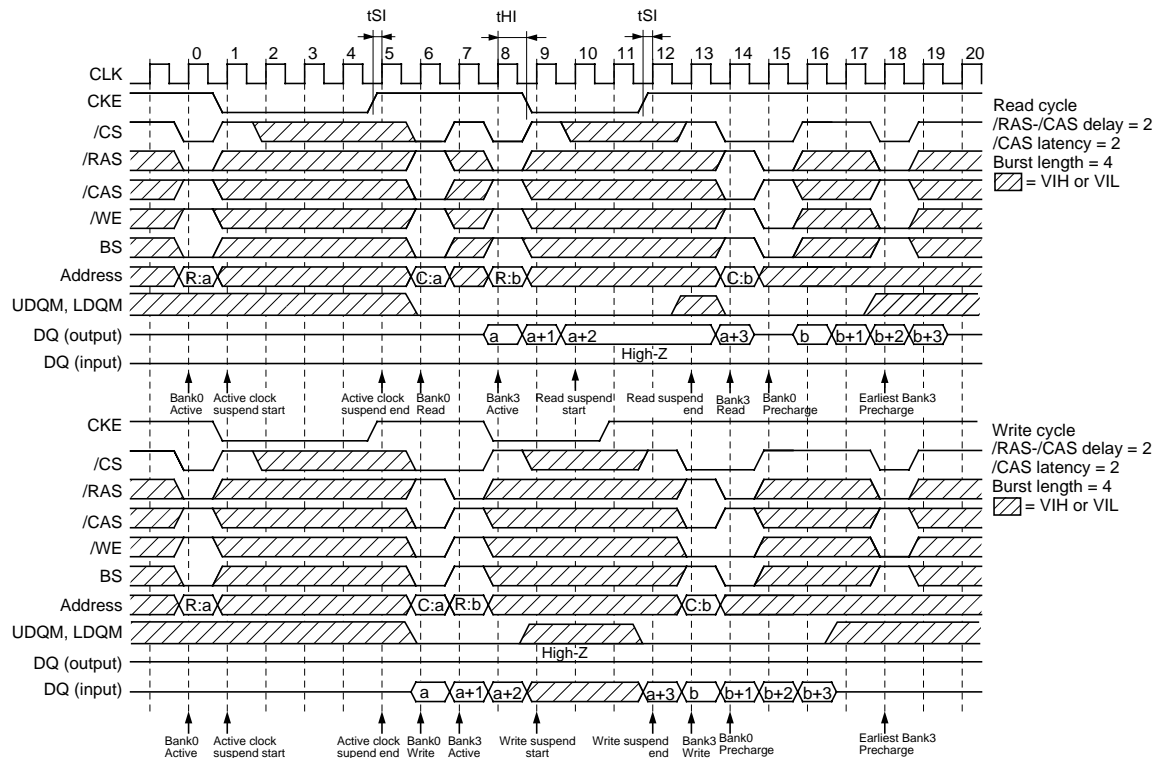 tSI tHI tSI
0 1 2 3 4 5 6 7 8 9 10 11 12 13 14 15 16 17 18 19 20
CLK
CKE
/CS
/RAS
/CAS
/WE
BS
Address R:a C:a R:b C:b
UDQM, LDQM
DQ (output) a a+1 a+2 a+3 b b+1 b+2 b+3
High-Z
DQ (input)
Read cycle
/RAS-/CAS delay = 2
/CAS latency = 2
Burst length = 4
= VIH or VIL
Bank0
Active
Active clock
suspend start
Active clock
suspend end
Bank0
Read
Bank3
Active
Read suspend
start
Read suspend
end
Bank3
Read
Bank0
Precharge
Earliest Bank3
Precharge
CKE
/CS
/RAS
/CAS
/WE
BS
Address R:a C:a R:b C:b
UDQM, LDQM
High-Z
DQ (output)
DQ (input) a a+1 a+2 a+3 b b+1 b+2 b+3
Write cycle
/RAS-/CAS delay = 2
/CAS latency = 2
Burst length = 4
= VIH or VIL
Bank0
Active
Active clock
suspend start
Active clock
supend end
Bank0
Write
Bank3
Active
Write suspend
start
Write suspend
end
Bank3
Write
Bank0
Precharge
Earliest Bank3
Precharge